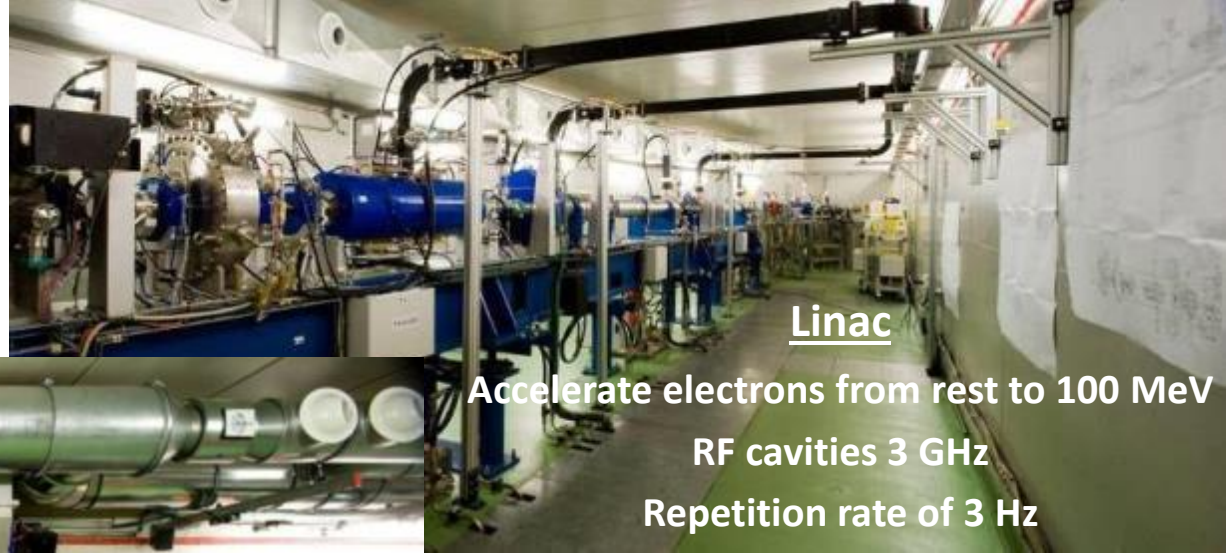 Linac
Accelerate electrons from rest to 100 MeV
RF cavities 3 GHz
Repetition rate of 3 Hz